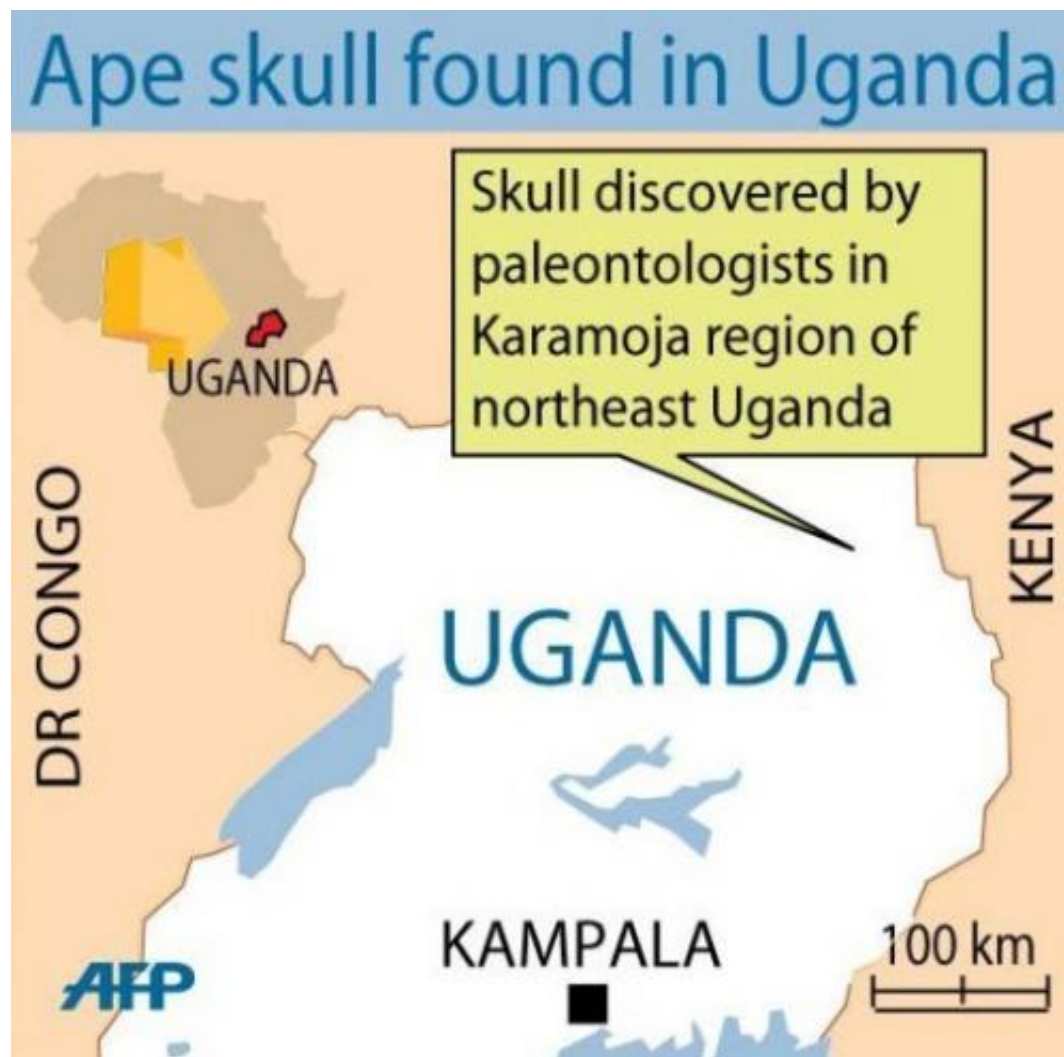 Ape skull found in Uganda
Skull discovered by
paleontologists in
Karamoja region of
northeast Uganda
UGANDA
DR CONGO
KENYA
UGANDA
KAMPALA
100 km
AFP